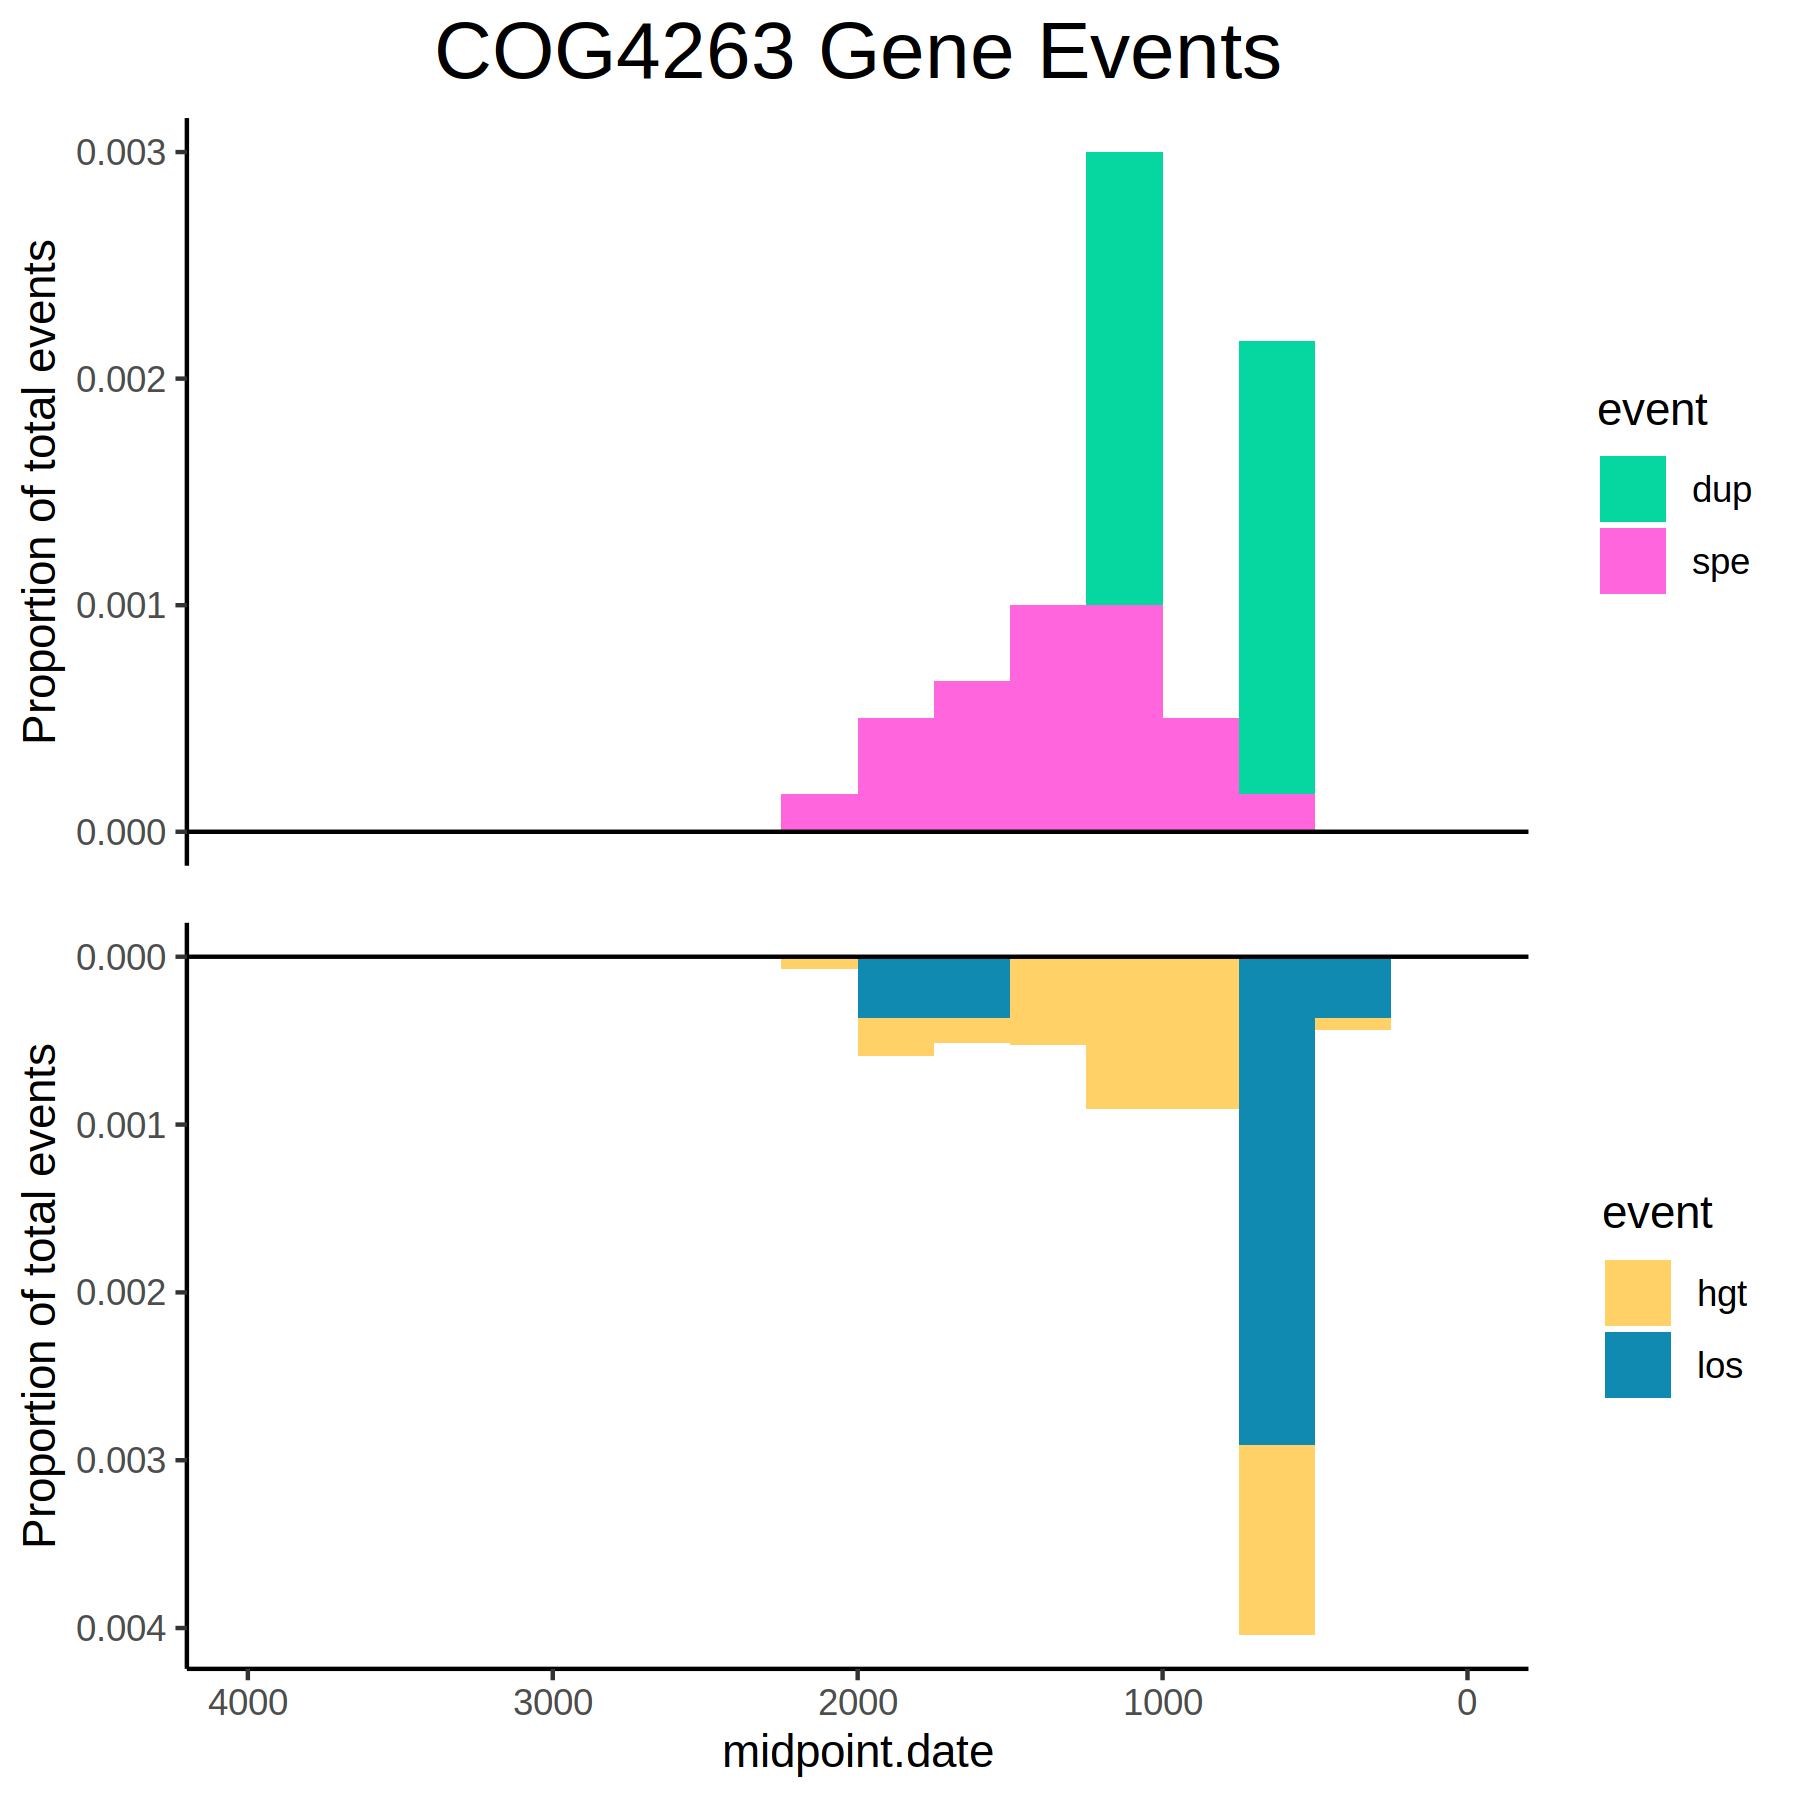 COG4263 Gene Events
Proportion of total events
0.003
0.002
0.001
0.000
event
dup
spe
Proportion of total events
0.000
0.001
0.002
0.003
0.004
event
hgt
los
4000 3000 2000 1000 0
midpoint.date